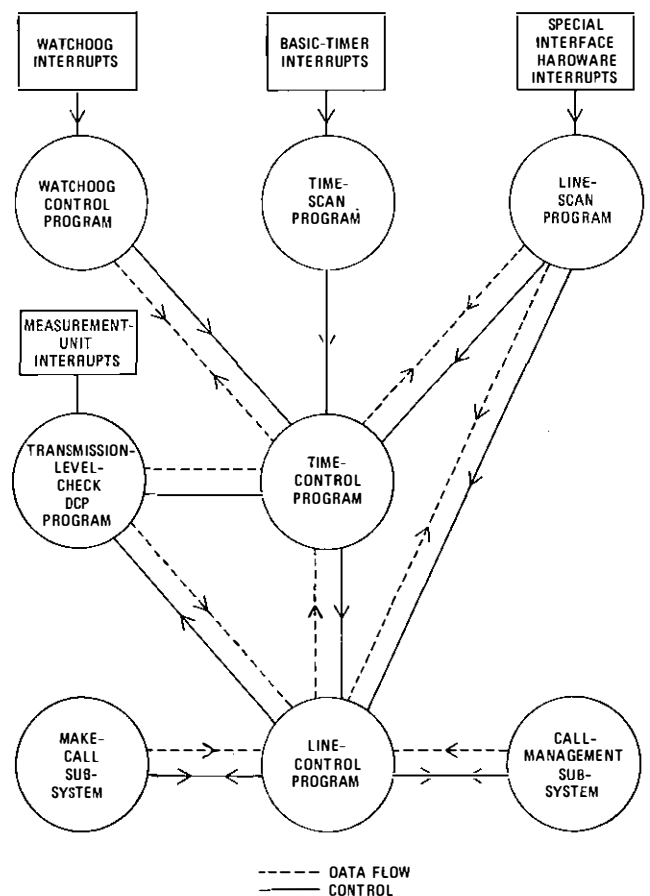 WATCHOOG
INTERRUPTS
BASIC-TIMER
INTERRUPTS
SPECIAL
INTERFACE
HARDWARE
INTERRUPTS
WATCHOOG
CONTROL
PROGRAM
TIME-
SCAN
PROGRAM
LINE-
SCAN
PROGRAM
MEASUREMENT-
UNIT
INTERRUPTS
TRANSMISSION-
LEVEL-
CHECK
DCP
PROGRAM
TIME-
CONTROL
PROGRAM
MAKE-
CALL
SUB-
SYSTEM
LINE-
CONTROL
PROGRAM
CALL-
MANAGEMENT
SUB-
SYSTEM
DATA FLOW
CONTROL